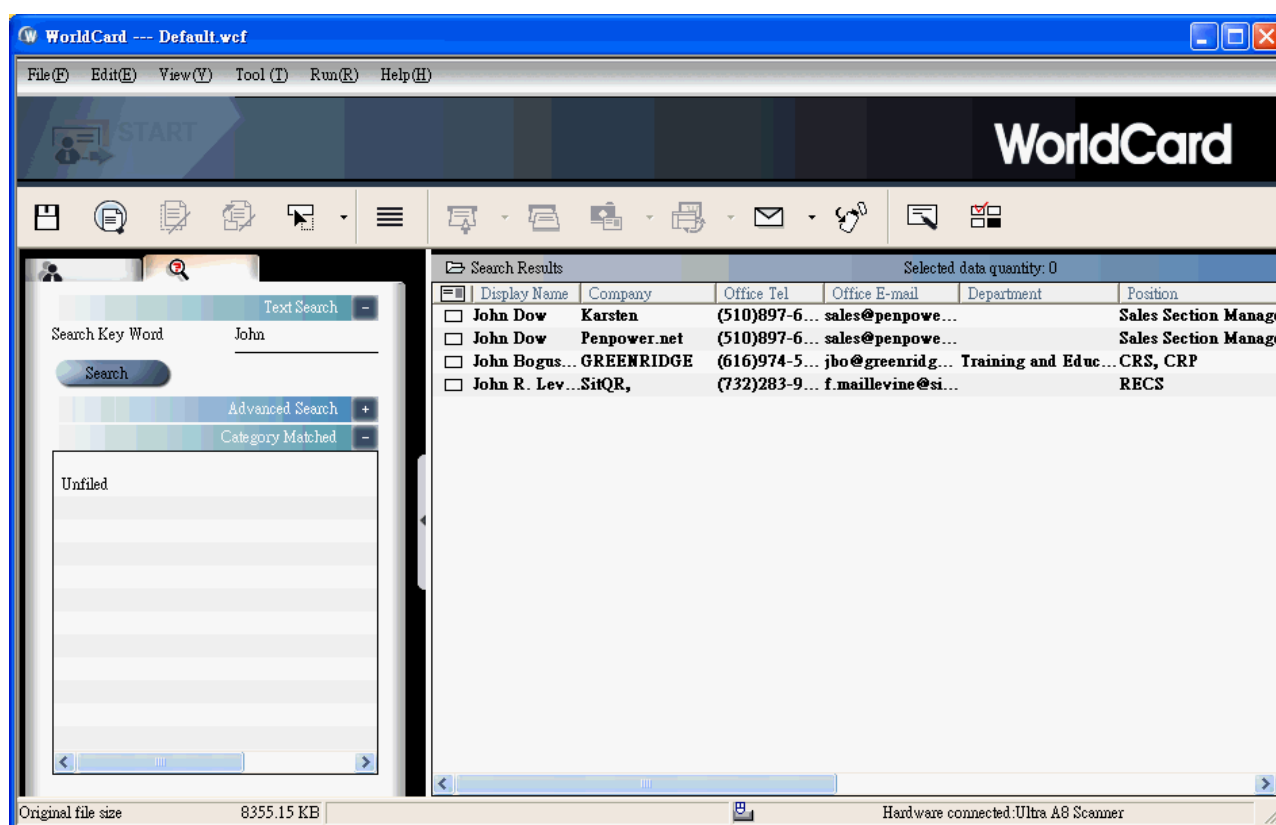 WorldCard --- Default.wcf
File(F) Edit(E) View(V) Tool (T) Run(R) Help(H)
START
WorldCard
Search Results Selected data quantity: 0
Text Search
Search Key Word John
Search
Advanced Search
Category Matched
Unfiled
Display Name Company Office Tel Office E-mail Department Position
John Dow Karsten (510)897-6... sales@penpowe... Sales Section Manag
John Dow Penpower.net (510)897-6... sales@penpowe... Sales Section Manag
John Bogus... GREENRIDGE (616)974-5... jbo@greenridg... Training and Educ... CRS, CRP
John R. Lev... SitQR, (732)283-9... f.maillevine@si... RECS
Original file size 8355.15 KB Hardware connected:Ultra A8 Scanner